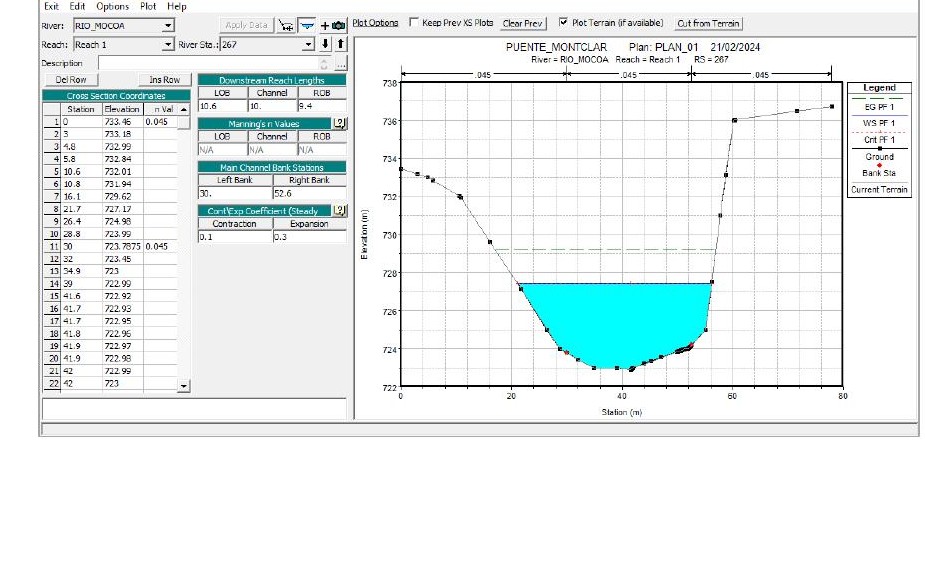 Exit Edit Options Plot Help
River: RIO_MOCOA Apply Data
Reach: Reach 1 River Sta.: 267
Description ...
Del Row Ins Row
Cross Section Coordinates
Station Elevation n Val
1 0 733.46 0.045
2 3 733.18
3 4.8 732.99
4 5.8 732.84
5 10.6 732.01
6 10.8 731.94
7 16.1 729.62
8 21.7 727.17
9 26.4 724.98
10 28.8 723.99
11 30 723.7875 0.045
12 32 723.45
13 34.9 723
14 39 722.99
15 41.6 722.92
16 41.7 722.93
17 41.7 722.95
18 41.8 722.96
19 41.9 722.97
20 41.9 722.98
21 42 722.99
22 42 723
Downstream Reach Lengths
LOB Channel ROB
10.6 10. 9.4
Manning's n Values
LOB Channel ROB
N/A N/A N/A
Main Channel Bank Stations
Left Bank Right Bank
30. 52.6
Cont\Exp Coefficient (Steady
Contraction Expansion
0.1 0.3
Plot Options Keep Prev XS Plots Clear Prev Plot Terrain (if available) Cut from Terrain
PUENTE_MONTCLAR Plan: PLAN_01 21/02/2024
River = RIO_MOCOA Reach = Reach 1 RS = 267
.045 .045 .045
738
736
734
732
730
728
726
724
722
0 20 40 60 80
Station (m)
Elevation (m)
Legend
EG PF 1
WS PF 1
Crit PF 1
Ground
Bank Sta
Current Terrain